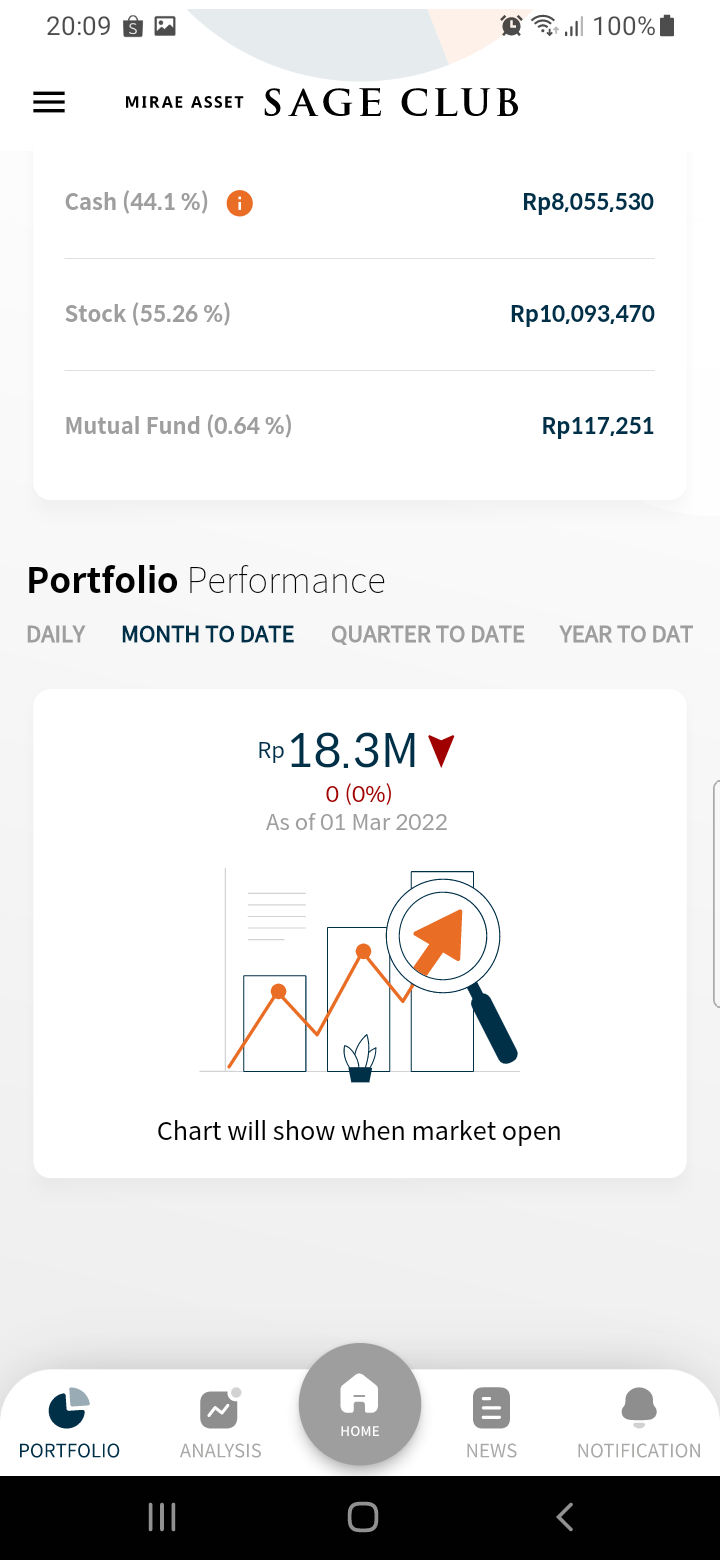 20:09 100%
MIRAE ASSET SAGE CLUB
Cash (44.1 %) i Rp8,055,530
Stock (55.26 %) Rp10,093,470
Mutual Fund (0.64 %) Rp117,251
Portfolio Performance
DAILY MONTH TO DATE QUARTER TO DATE YEAR TO DAT
Rp18.3M
0 (0%)
As of 01 Mar 2022
Chart will show when market open
PORTFOLIO ANALYSIS HOME NEWS NOTIFICATION